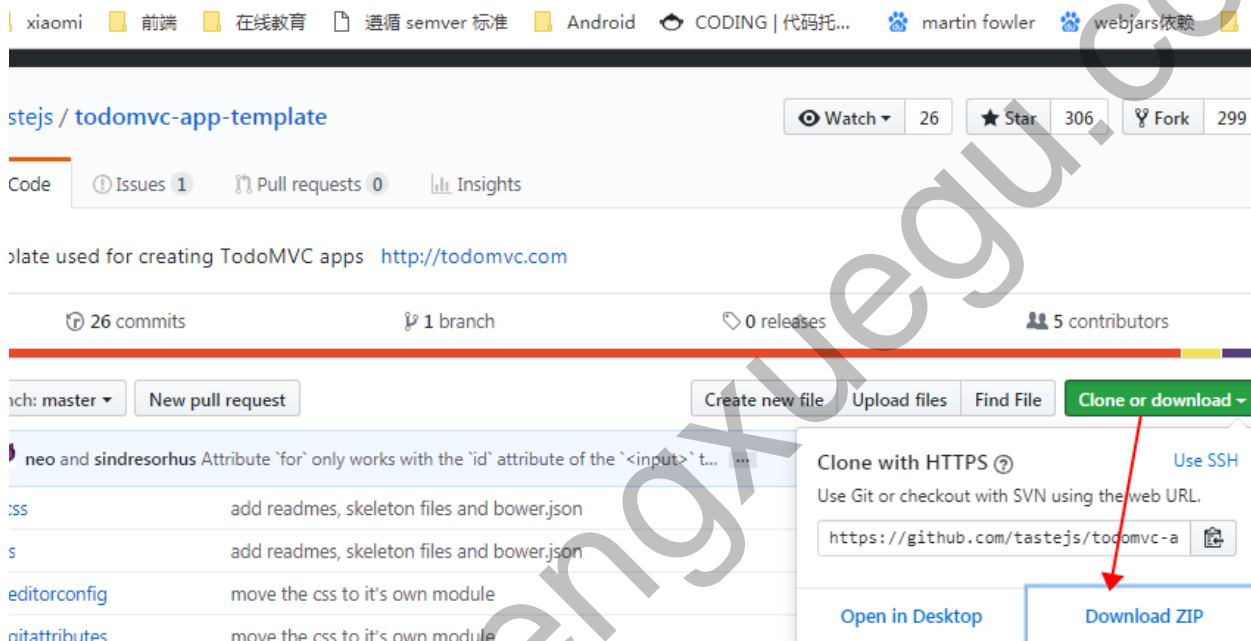 xiaomi 前端 在线教育 遵循 semver 标准 Android CODING | 代码托... martin fowler webjars依赖
stejs / todomvc-app-template Watch 26 Star 306 Fork 299
Code Issues 1 Pull requests 0 Insights
plate used for creating TodoMVC apps http://todomvc.com
26 commits 1 branch 0 releases 5 contributors
nch: master New pull request Create new file Upload files Find File Clone or download
neo and sindresorhus Attribute `for` only works with the `id` attribute of the `<input>` t... ...
Clone with HTTPS Use SSH
Use Git or checkout with SVN using the web URL.
https://github.com/tastejs/todomvc-a
Open in Desktop Download ZIP
css add readmes, skeleton files and bower.json
s add readmes, skeleton files and bower.json
editorconfig move the css to it's own module
gitattributes move the css to it's own module
engxuegu.co